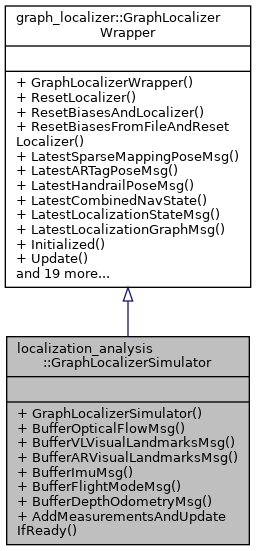 graph_localizer::GraphLocalizer
Wrapper
+ GraphLocalizerWrapper()
+ ResetLocalizer()
+ ResetBiasesAndLocalizer()
+ ResetBiasesFromFileAndReset
Localizer()
+ LatestSparseMappingPoseMsg()
+ LatestARTagPoseMsg()
+ LatestHandrailPoseMsg()
+ LatestCombinedNavState()
+ LatestLocalizationStateMsg()
+ LatestLocalizationGraphMsg()
+ Initialized()
+ Update()
and 19 more...
localization_analysis
::GraphLocalizerSimulator
+ GraphLocalizerSimulator()
+ BufferOpticalFlowMsg()
+ BufferVLVisualLandmarksMsg()
+ BufferARVisualLandmarksMsg()
+ BufferImuMsg()
+ BufferFlightModeMsg()
+ BufferDepthOdometryMsg()
+ AddMeasurementsAndUpdate
IfReady()